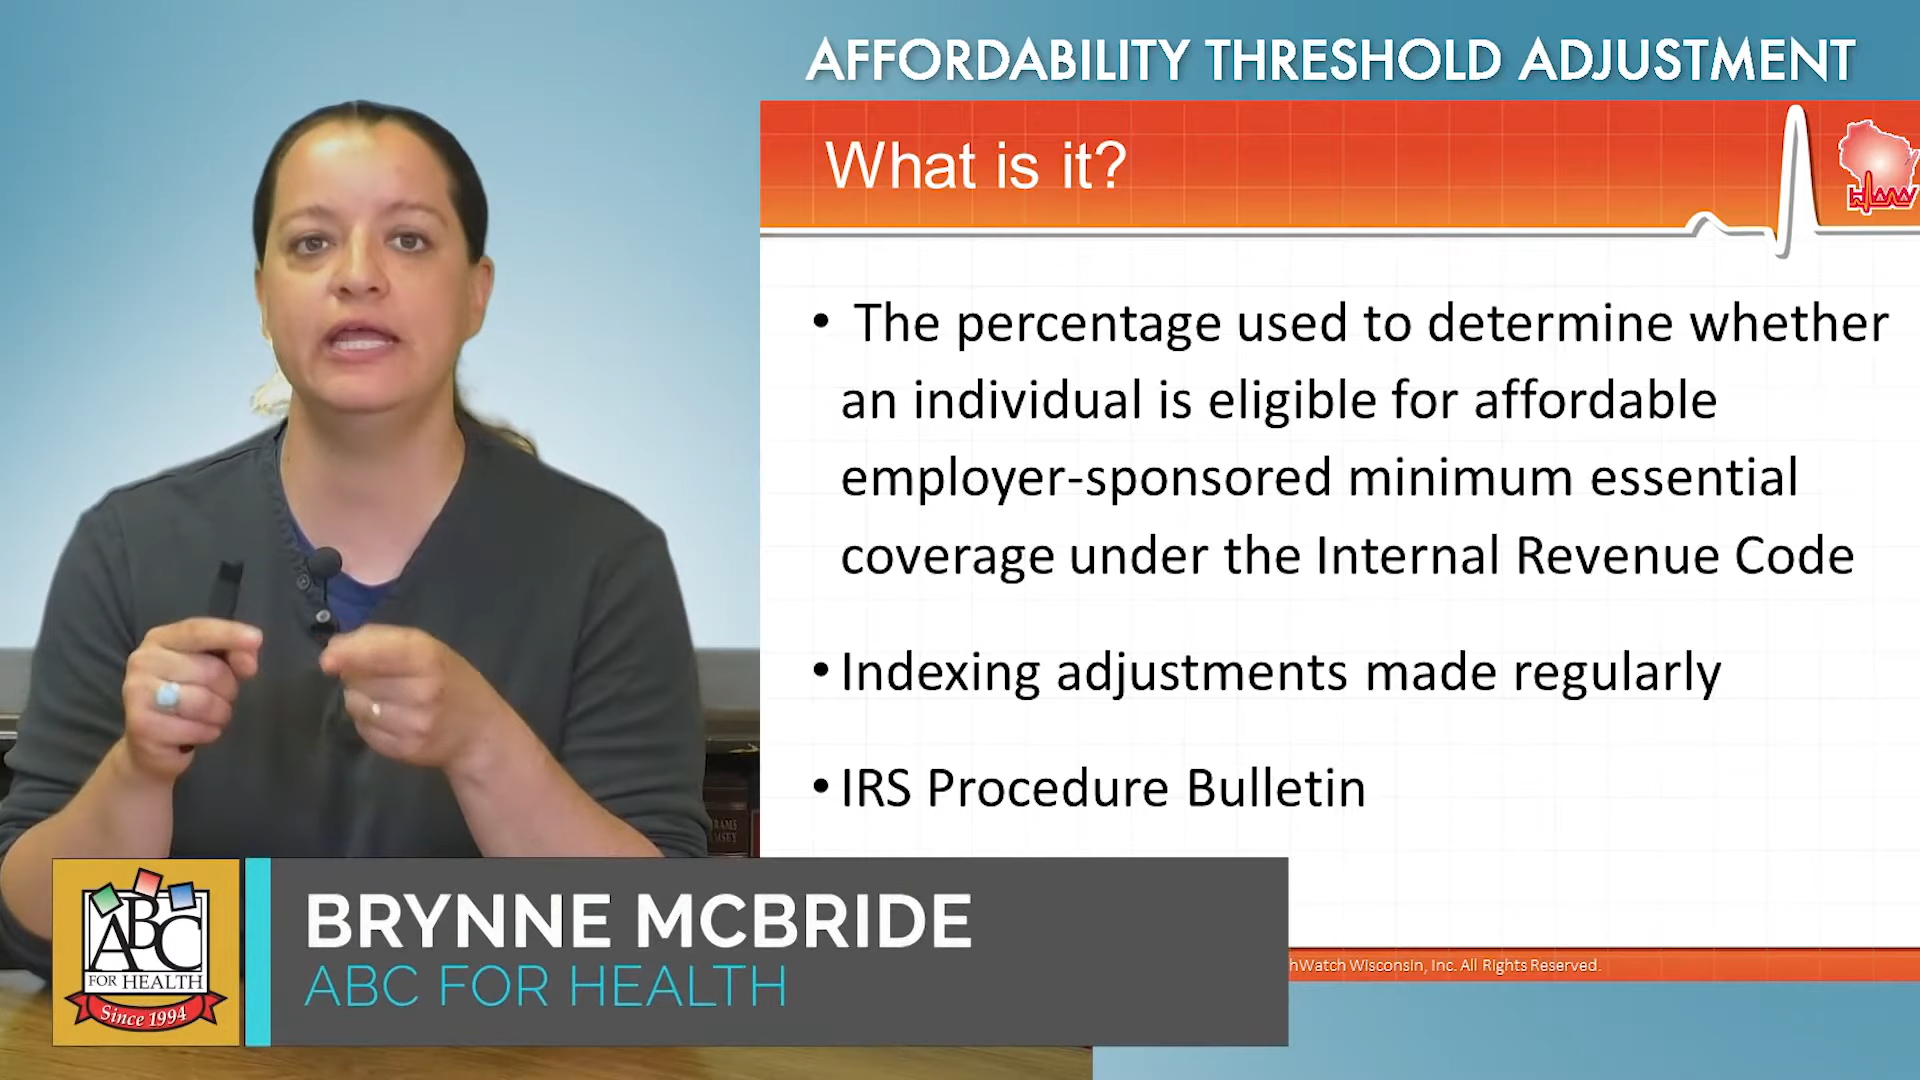 AFFORDABILITY THRESHOLD ADJUSTMENT
What is it?
• The percentage used to determine whether
an individual is eligible for affordable
employer-sponsored minimum essential
coverage under the Internal Revenue Code
• Indexing adjustments made regularly
• IRS Procedure Bulletin
BRYNNE MCBRIDE
ABC FOR HEALTH
ABC
FOR HEALTH
Since 1994
hWatch Wisconsin, Inc. All Rights Reserved.